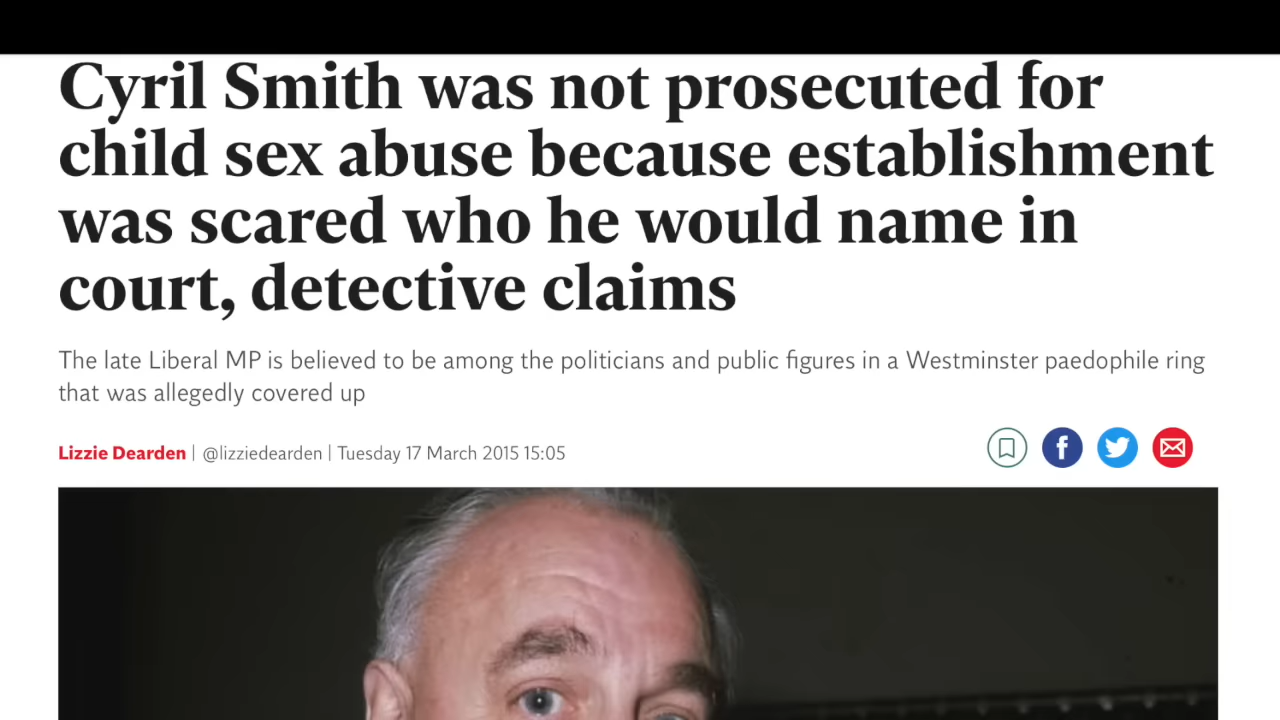 Cyril Smith was not prosecuted for
child sex abuse because establishment
was scared who he would name in
court, detective claims
The late Liberal MP is believed to be among the politicians and public figures in a Westminster paedophile ring
that was allegedly covered up
Lizzie Dearden | @lizziedearden | Tuesday 17 March 2015 15:05